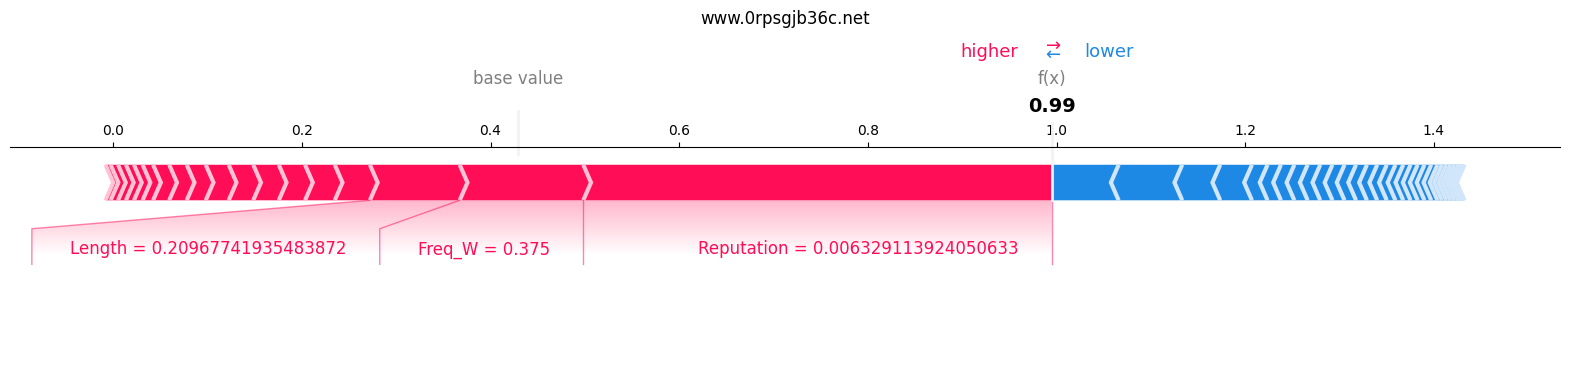 www.0rpsgjb36c.net
higher ⇄ lower
base value f(x)
0.99
0.0 0.2 0.4 0.6 0.8 1.0 1.2 1.4
Length = 0.20967741935483872 Freq_W = 0.375 Reputation = 0.006329113924050633